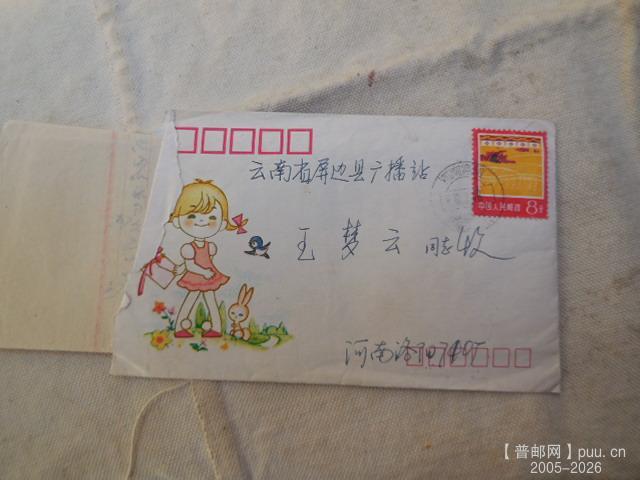 云南省屏边县广播站
中国人民邮政 8分
王梦云 同志收
河南洛阳
【普邮网】puu.cn
2005-2026